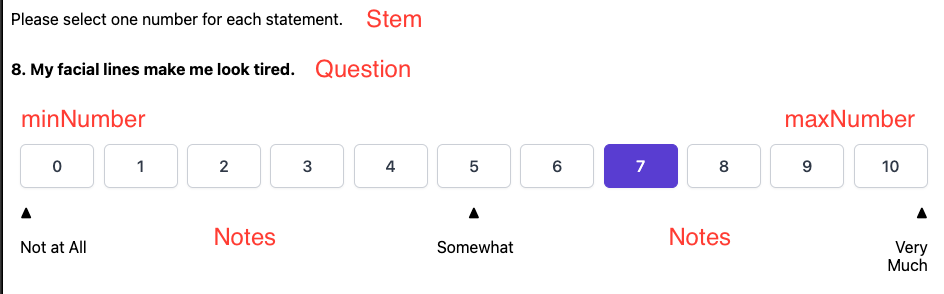 Please select one number for each statement. Stem
8. My facial lines make me look tired. Question
minNumber maxNumber
0 1 2 3 4 5 6 7 8 9 10
Not at All Notes Somewhat Notes Very
Much